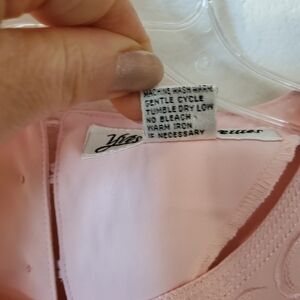 MACHINE WASH WARM
GENTLE CYCLE
TUMBLE DRY LOW
NO BLEACH
WARM IRON
IF NECESSARY